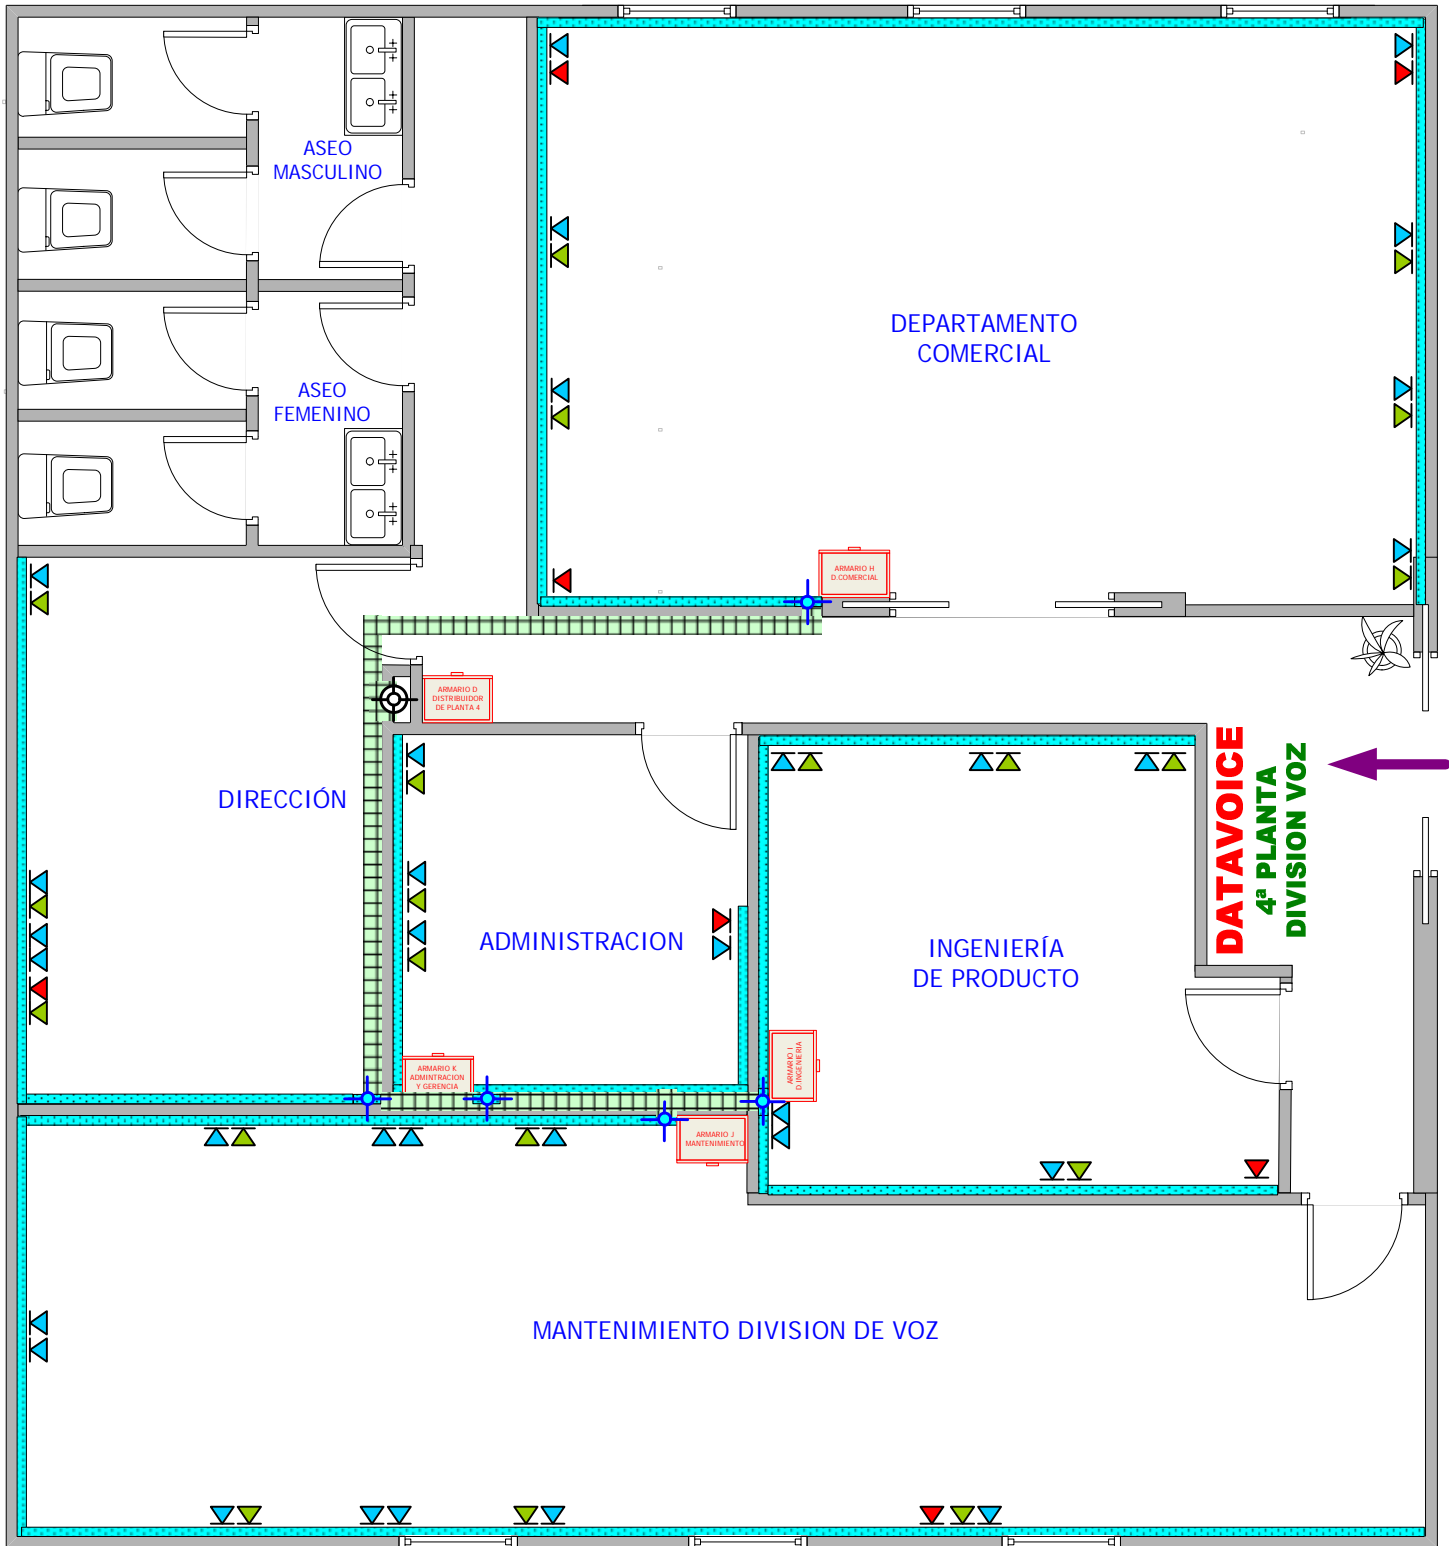 ASEO
MASCULINO
ASEO
FEMENINO
DEPARTAMENTO
COMERCIAL
ARMARIO H
D.COMERCIAL
ARMARIO D
DISTRIBUIDOR
DE PLANTA 4
DIRECCIÓN
ADMINISTRACION
INGENIERÍA
DE PRODUCTO
DATAVOICE
4ª PLANTA
DIVISION VOZ
ARMARIO K
ADMINTRACION
Y GERENCIA
ARMARIO I
D.INGENIERIA
ARMARIO J
MANTENIMIENTO
MANTENIMIENTO DIVISION DE VOZ